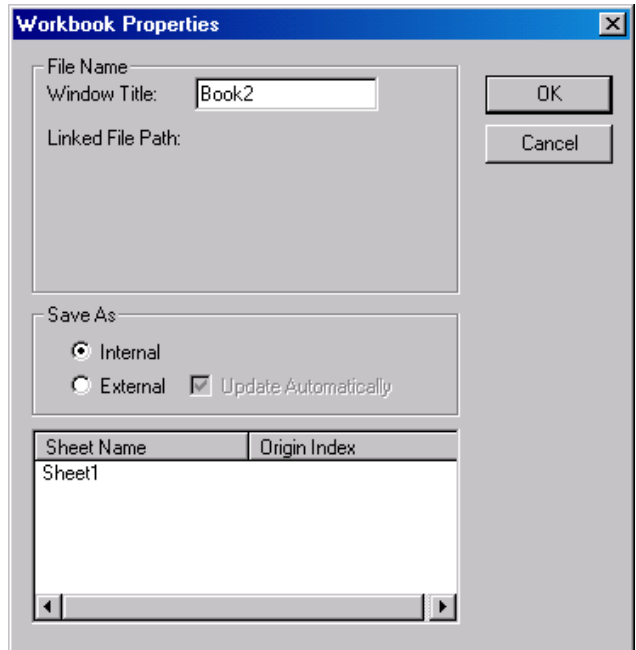 Workbook Properties
File Name
Window Title: Book2
OK
Linked File Path:
Cancel
Save As
Internal
External Update Automatically
Sheet Name Origin Index
Sheet1